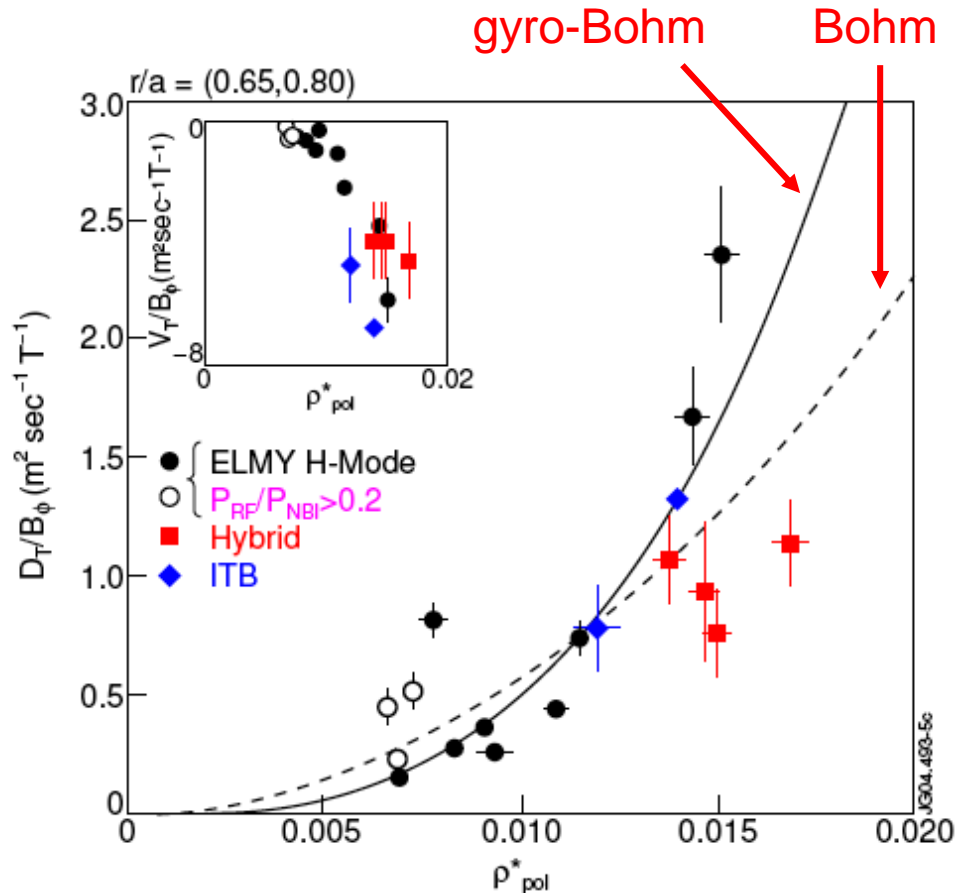 gyro-Bohm Bohm
r/a = (0.65,0.80)
3.0
2.5
2.0
1.5
1.0
0.5
0
D_T/B_ϕ (m² sec⁻¹ T⁻¹)
0
−8
V_T/B_ϕ (m²sec⁻¹T⁻¹)
0 0.02
ρ*_pol
ELMY H-Mode
P_RF/P_NBI>0.2
Hybrid
ITB
JG04.493-5c
0 0.005 0.010 0.015 0.020
ρ*_pol